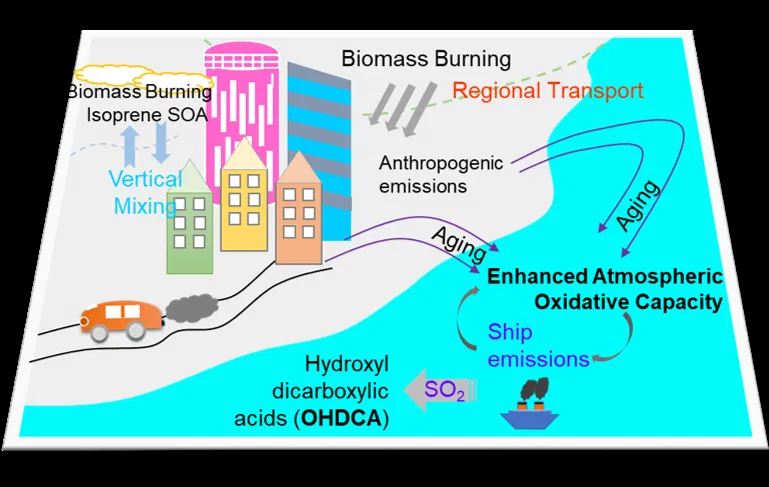 Biomass Burning
Regional Transport
Biomass Burning
Isoprene SOA
Vertical
Mixing
Anthropogenic
emissions
Aging
Aging
Enhanced Atmospheric
Oxidative Capacity
Ship
emissions
Hydroxyl
dicarboxylic
acids (OHDCA)
SO₂